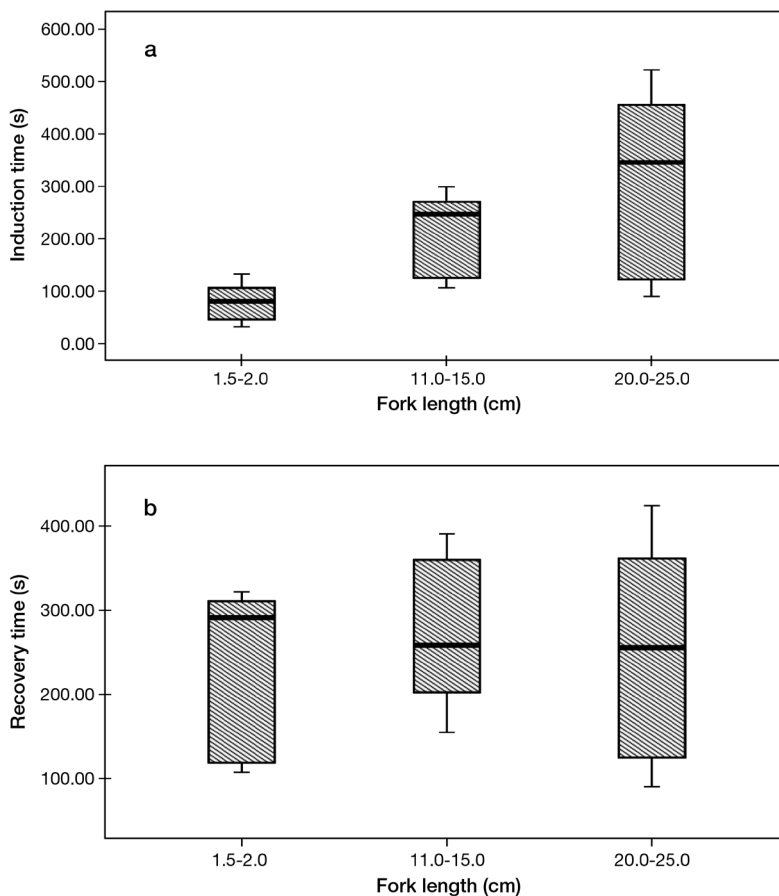 a
Induction time (s)
600.00
500.00
400.00
300.00
200.00
100.00
0.00
1.5-2.0 11.0-15.0 20.0-25.0
Fork length (cm)
b
Recovery time (s)
400.00
300.00
200.00
100.00
1.5-2.0 11.0-15.0 20.0-25.0
Fork length (cm)